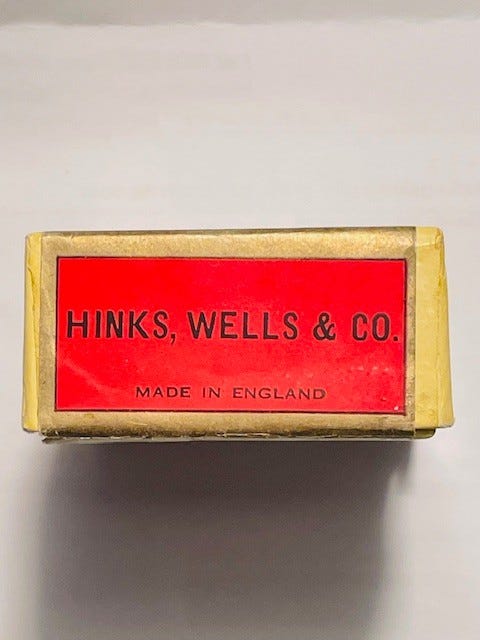 HINKS, WELLS & CO.
MADE IN ENGLAND